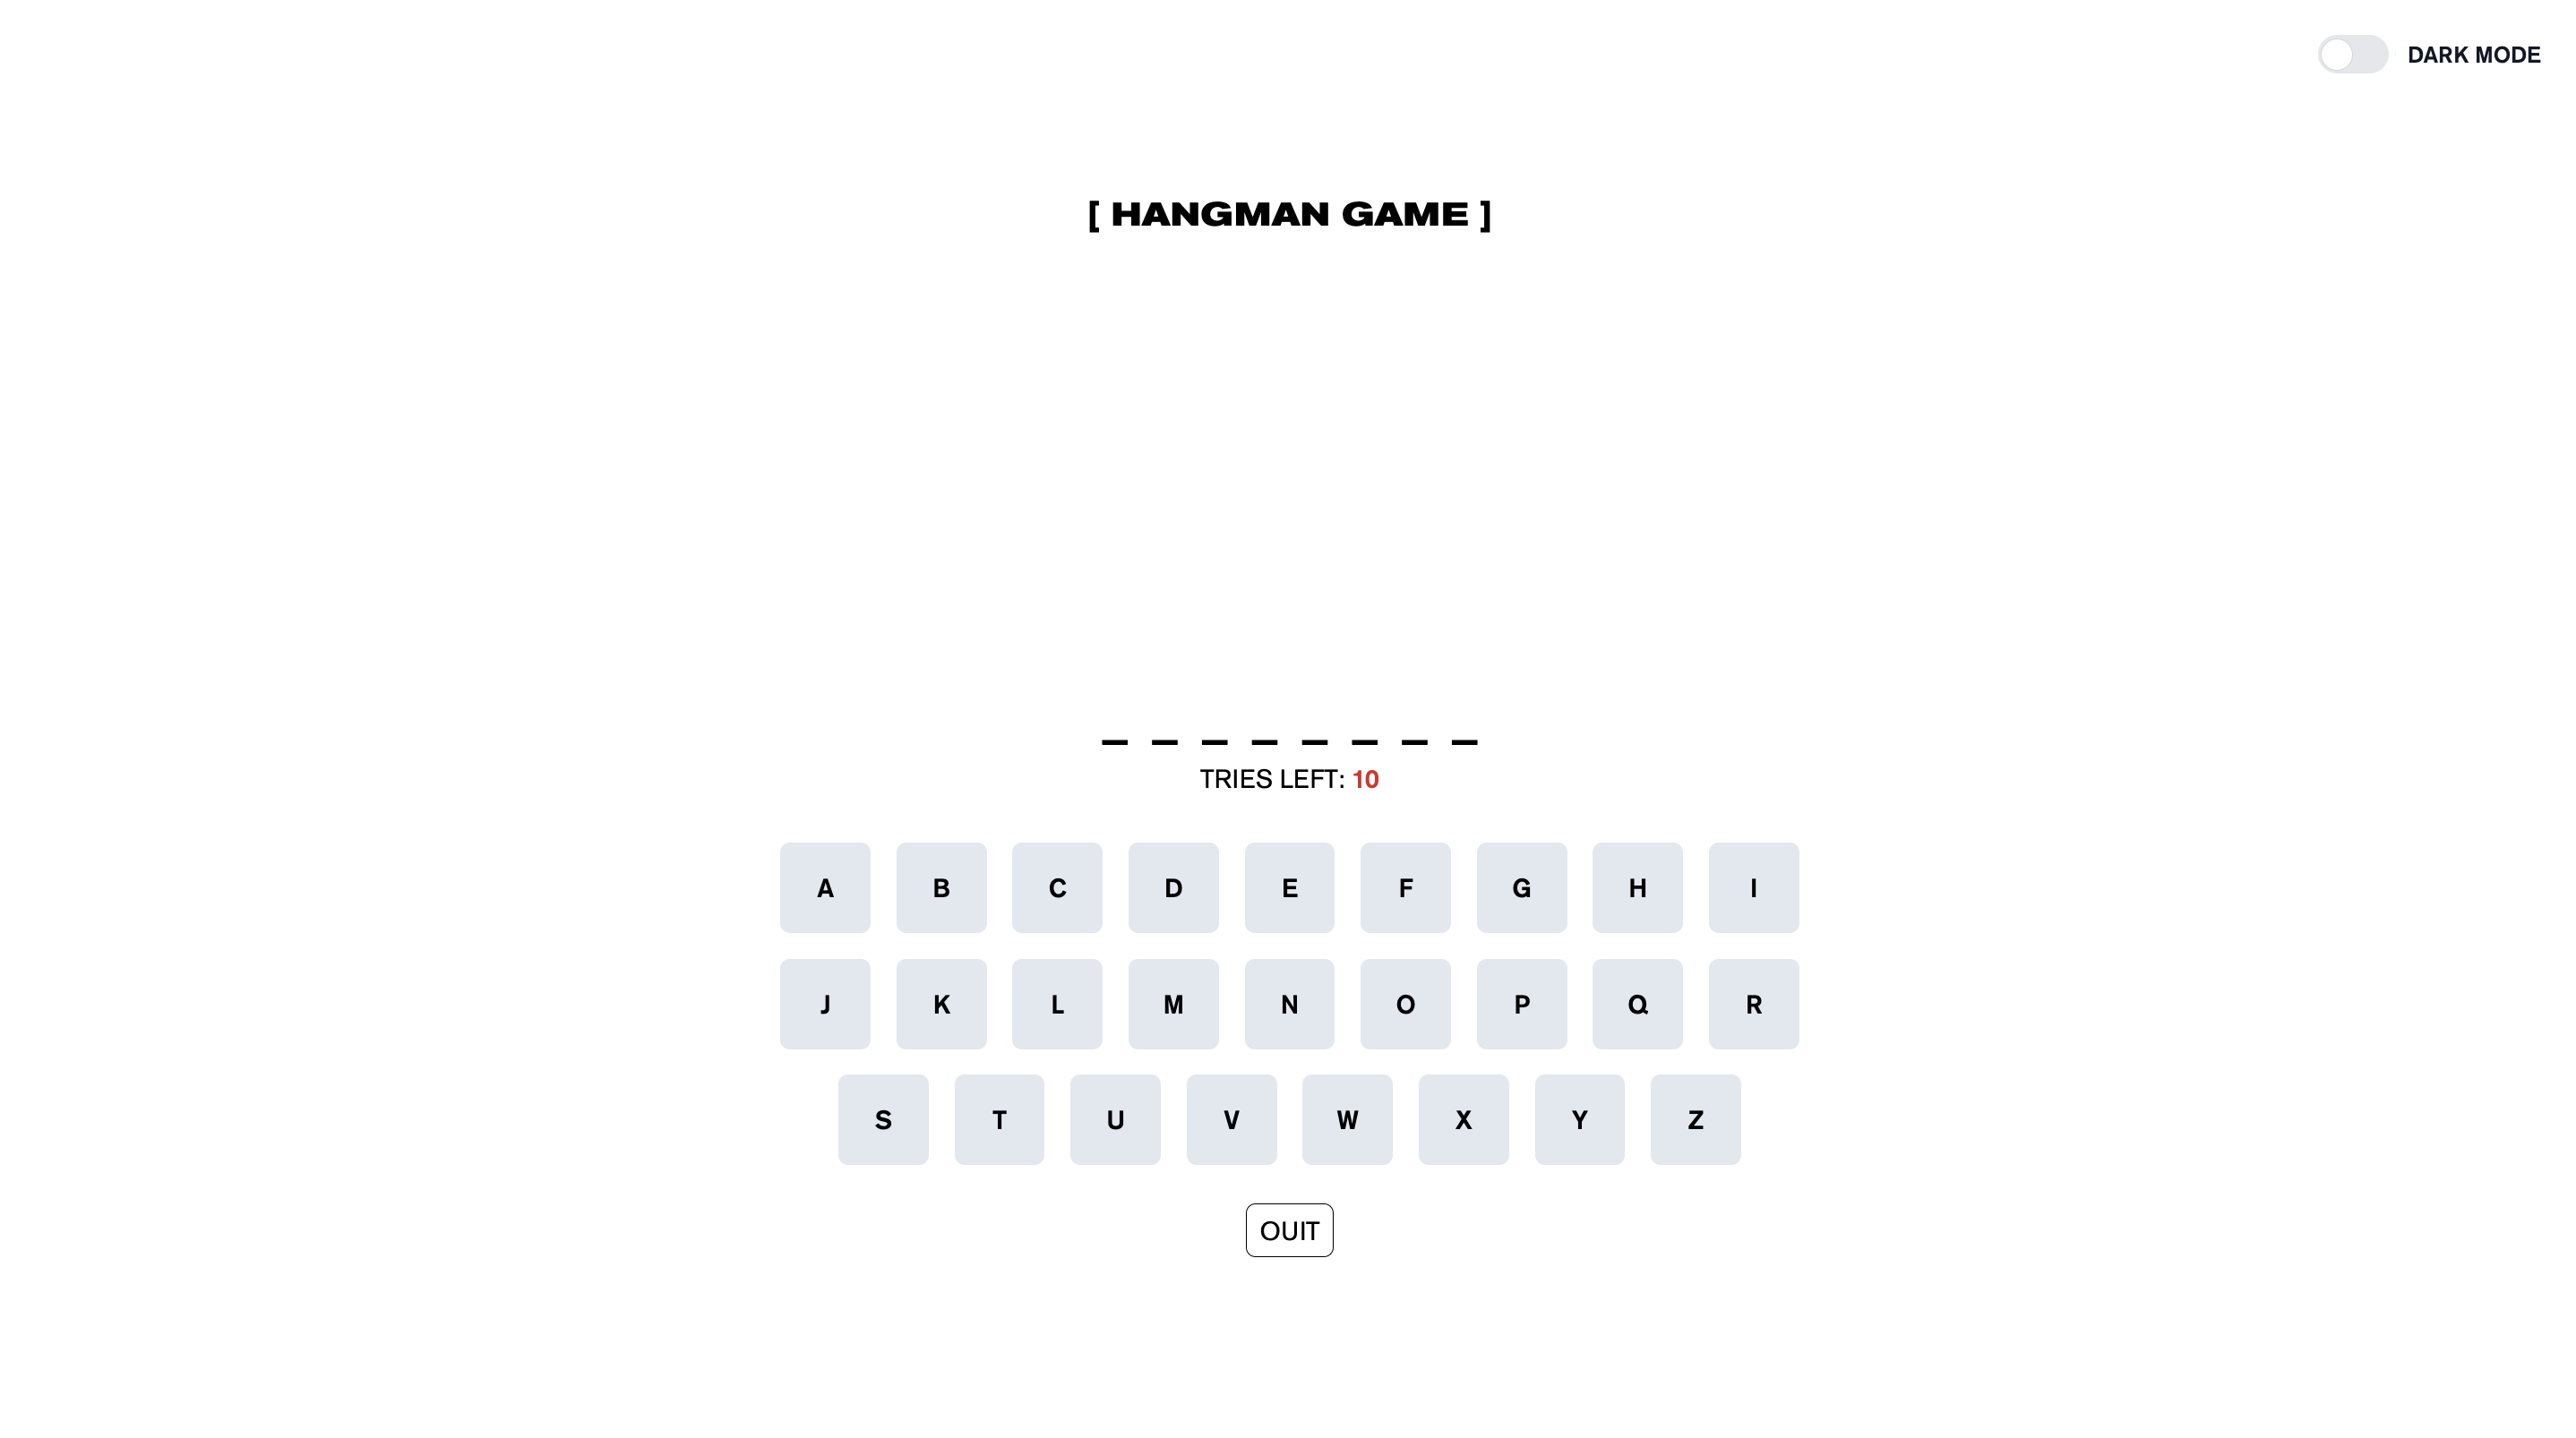 DARK MODE
[ HANGMAN GAME ]
_ _ _ _ _ _ _ _
TRIES LEFT: 10
A B C D E F G H I
J K L M N O P Q R
S T U V W X Y Z
QUIT